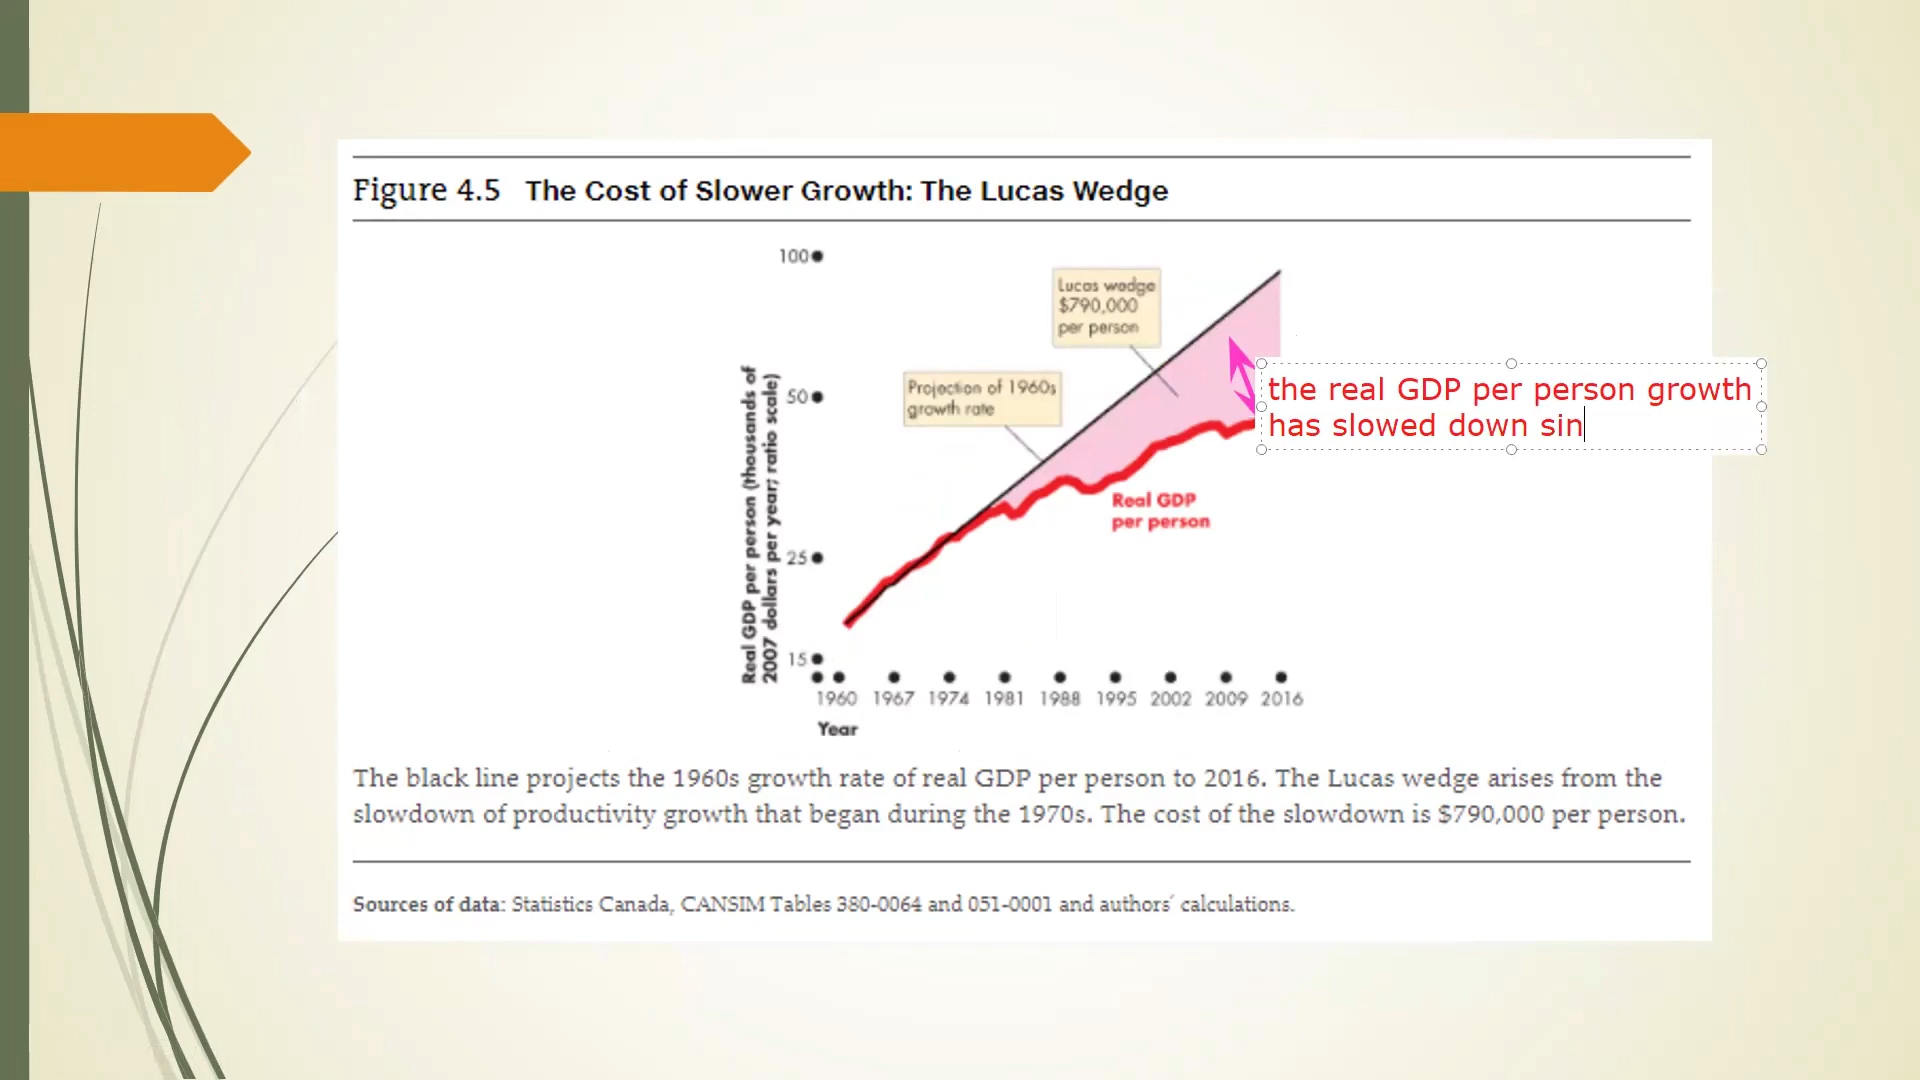 Figure 4.5 The Cost of Slower Growth: The Lucas Wedge
100
Lucas wedge
$790,000
per person
Projection of 1960s
growth rate
50
the real GDP per person growth
has slowed down sin
Real GDP
per person
25
15
Real GDP per person (thousands of
2007 dollars per year; ratio scale)
1960 1967 1974 1981 1988 1995 2002 2009 2016
Year
The black line projects the 1960s growth rate of real GDP per person to 2016. The Lucas wedge arises from the
slowdown of productivity growth that began during the 1970s. The cost of the slowdown is $790,000 per person.
Sources of data: Statistics Canada, CANSIM Tables 380-0064 and 051-0001 and authors′ calculations.